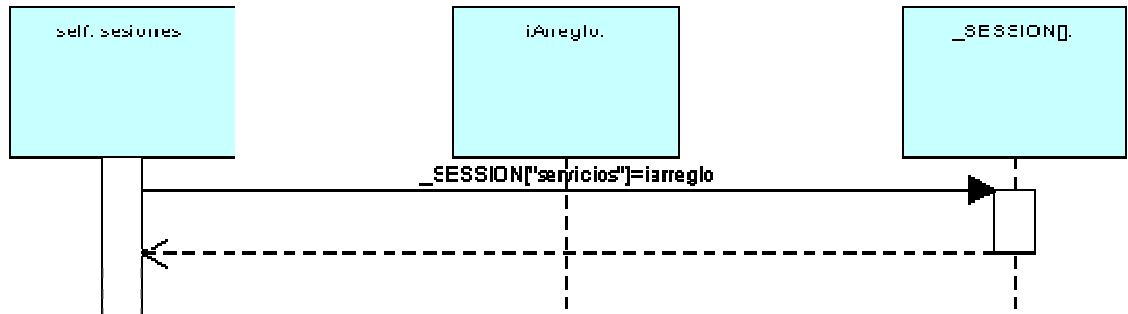 self. sesiones
iArreglo.
_SESSION[].
_SESSION["servicios"]=iarreglo